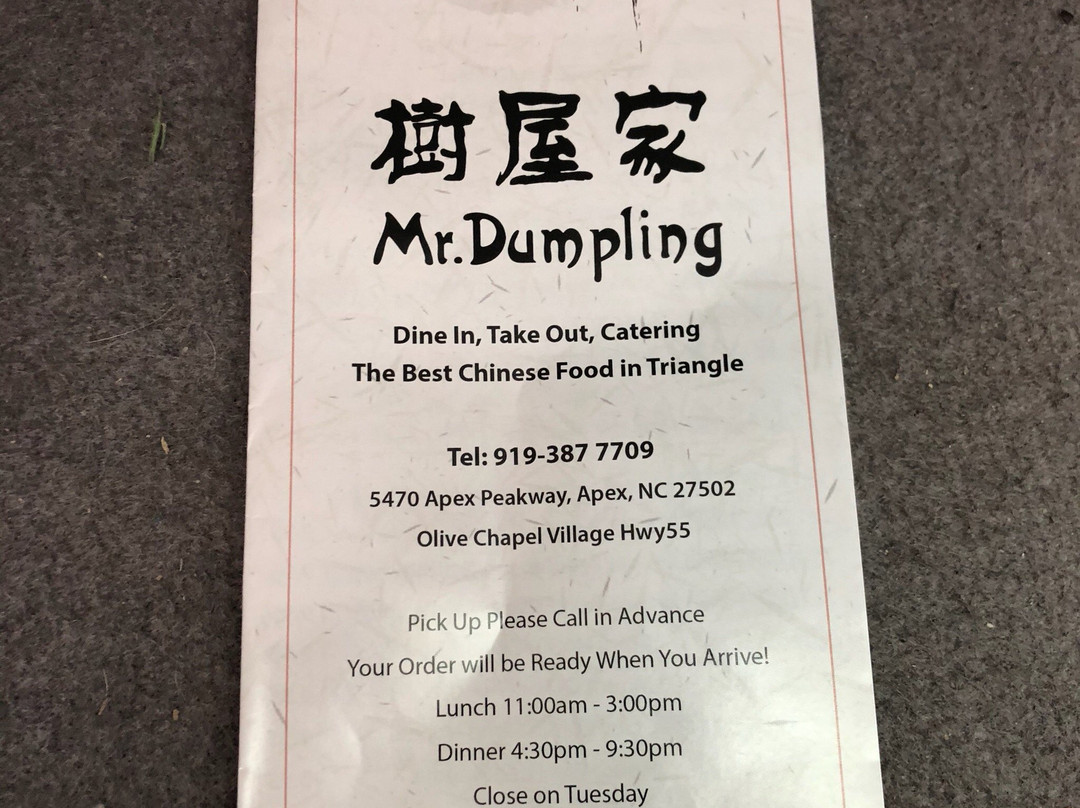 樹屋家
Mr.Dumpling
Dine In, Take Out, Catering
The Best Chinese Food in Triangle
Tel: 919-387 7709
5470 Apex Peakway, Apex, NC 27502
Olive Chapel Village Hwy55
Pick Up Please Call in Advance
Your Order will be Ready When You Arrive!
Lunch 11:00am - 3:00pm
Dinner 4:30pm - 9:30pm
Close on Tuesday